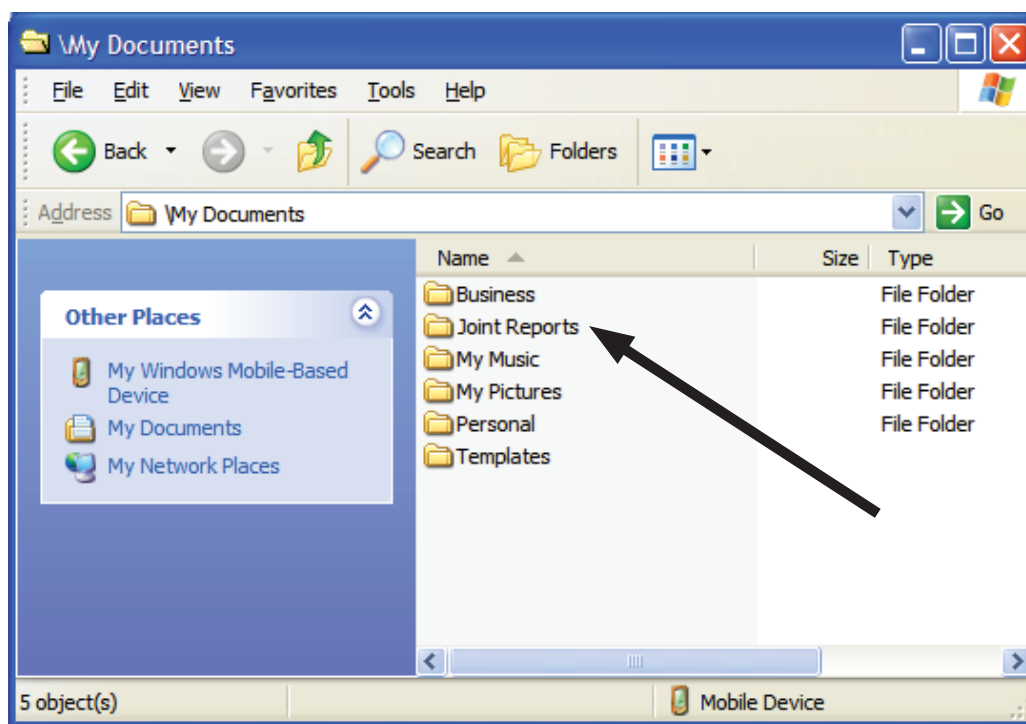 \My Documents
File Edit View Favorites Tools Help
Back Search Folders
Address \My Documents Go
Name Size Type
Other Places
My Windows Mobile-Based
Device
My Documents
My Network Places
Business File Folder
Joint Reports File Folder
My Music File Folder
My Pictures File Folder
Personal File Folder
Templates
5 object(s) Mobile Device